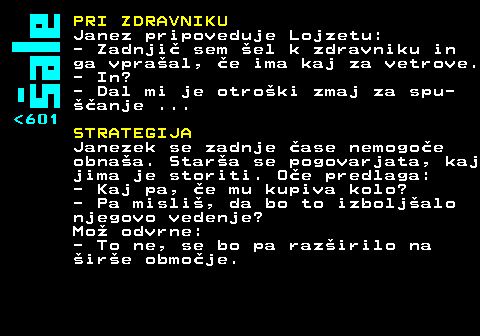 šale
<601
PRI ZDRAVNIKU
Janez pripoveduje Lojzetu:
- Zadnjič sem šel k zdravniku in
ga vprašal, če ima kaj za vetrove.
- In?
- Dal mi je otroški zmaj za spu-
ščanje ...
STRATEGIJA
Janezek se zadnje čase nemogoče
obnaša. Starša se pogovarjata, kaj
jima je storiti. Oče predlaga:
- Kaj pa, če mu kupiva kolo?
- Pa misliš, da bo to izboljšalo
njegovo vedenje?
Mož odvrne:
- To ne, se bo pa razširilo na
širše območje.